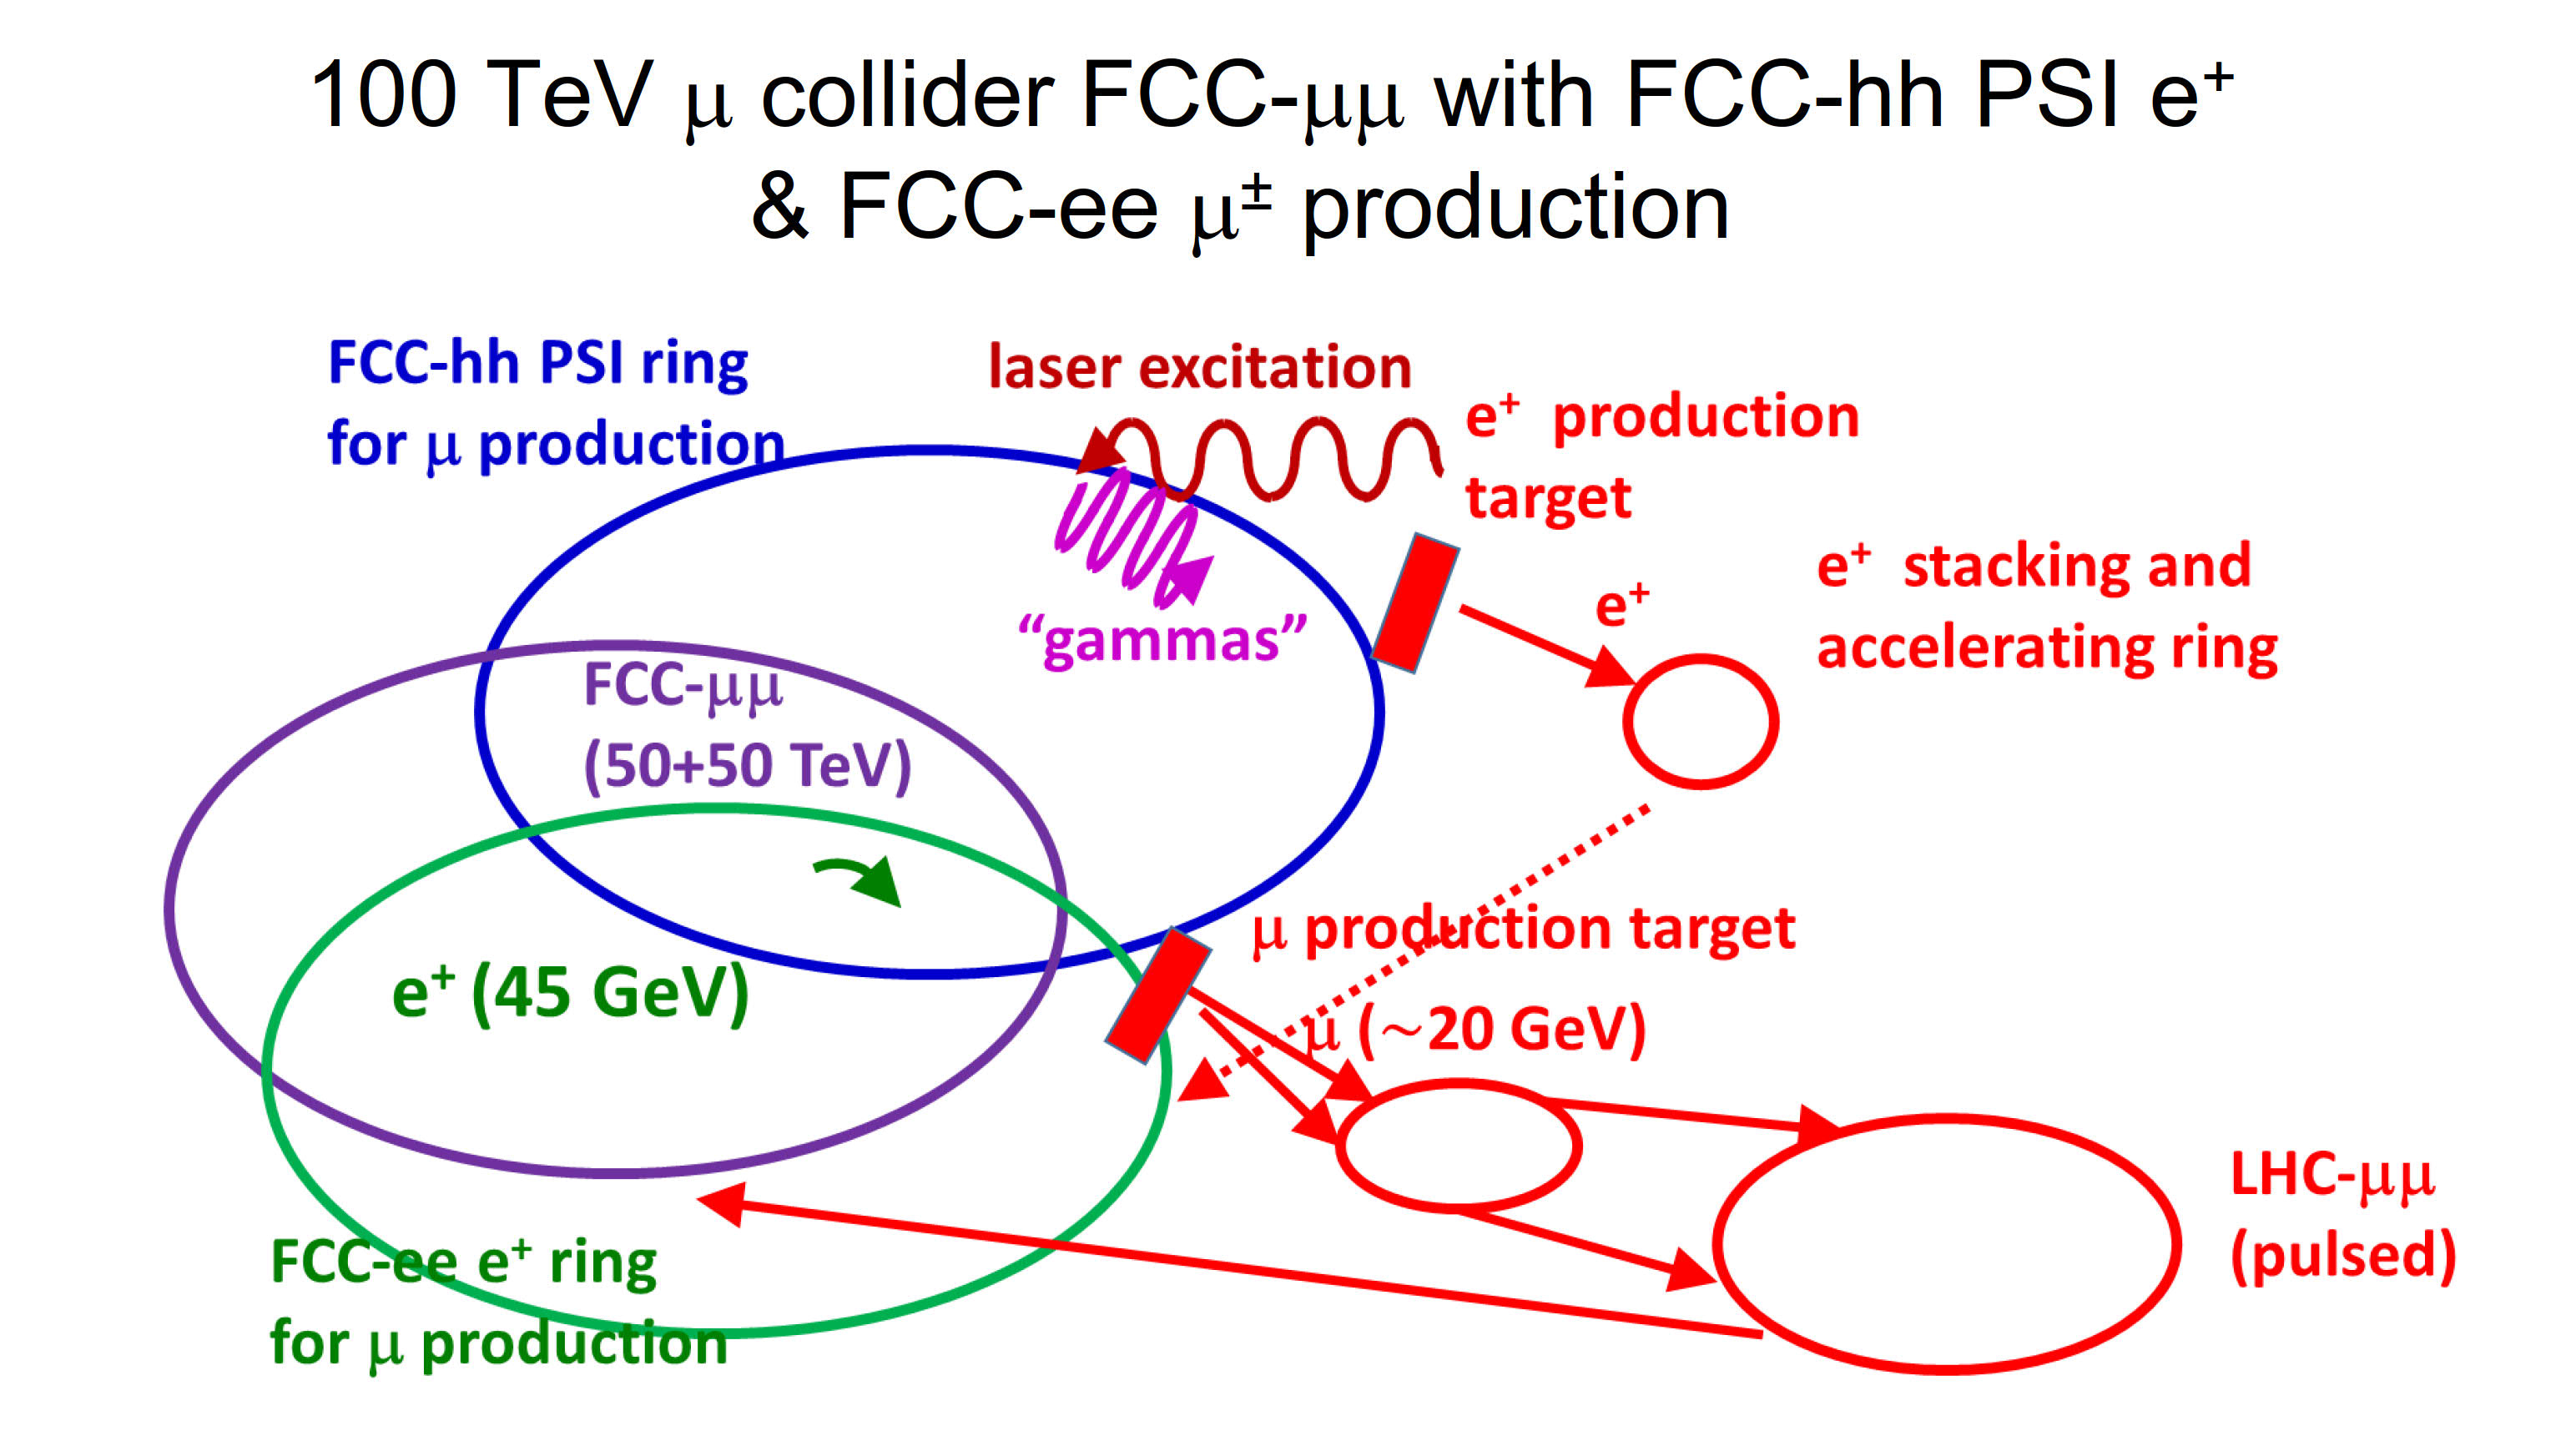 100 TeV μ collider FCC-μμ with FCC-hh PSI e⁺
& FCC-ee μ± production
FCC-hh PSI ring
for μ production
laser excitation
e⁺ production
target
e⁺ stacking and
accelerating ring
e⁺
“gammas”
FCC-μμ
(50+50 TeV)
μ production target
e⁺ (45 GeV)
μ (~20 GeV)
LHC-μμ
(pulsed)
FCC-ee e⁺ ring
for μ production